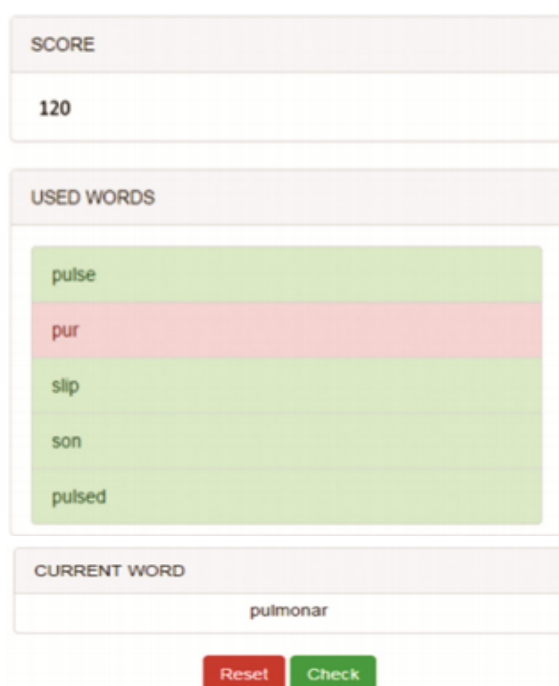 SCORE
120
USED WORDS
pulse
pur
slip
son
pulsed
CURRENT WORD
pulmonar
Reset Check